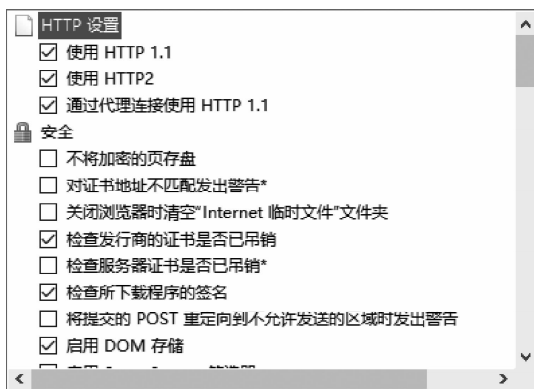 HTTP 设置
使用 HTTP 1.1
使用 HTTP2
通过代理连接使用 HTTP 1.1
安全
不将加密的页存盘
对证书地址不匹配发出警告*
关闭浏览器时清空"Internet 临时文件"文件夹
检查发行商的证书是否已吊销
检查服务器证书是否已吊销*
检查所下载程序的签名
将提交的 POST 重定向到不允许发送的区域时发出警告
启用 DOM 存储